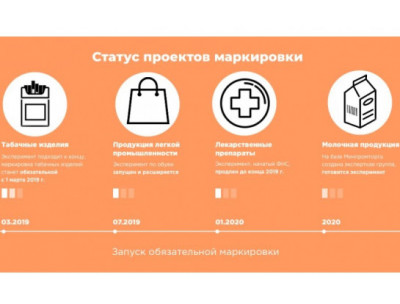 Статус проектов маркировки
Табачные изделия
Эксперимент подходит к концу,
маркировка табачных изделий
станет обязательной
с 1 марта 2019 г.
03.2019
Продукция легкой
промышленности
Эксперимент по обуви
запущен и расширяется
07.2019
Лекарственные
препараты
Эксперимент, начатый ФНС,
продлен до конца 2019 г.
01.2020
Молочная продукция
На базе Минпромторга
создана экспертная группа,
готовится эксперимент
2020
Запуск обязательной маркировки